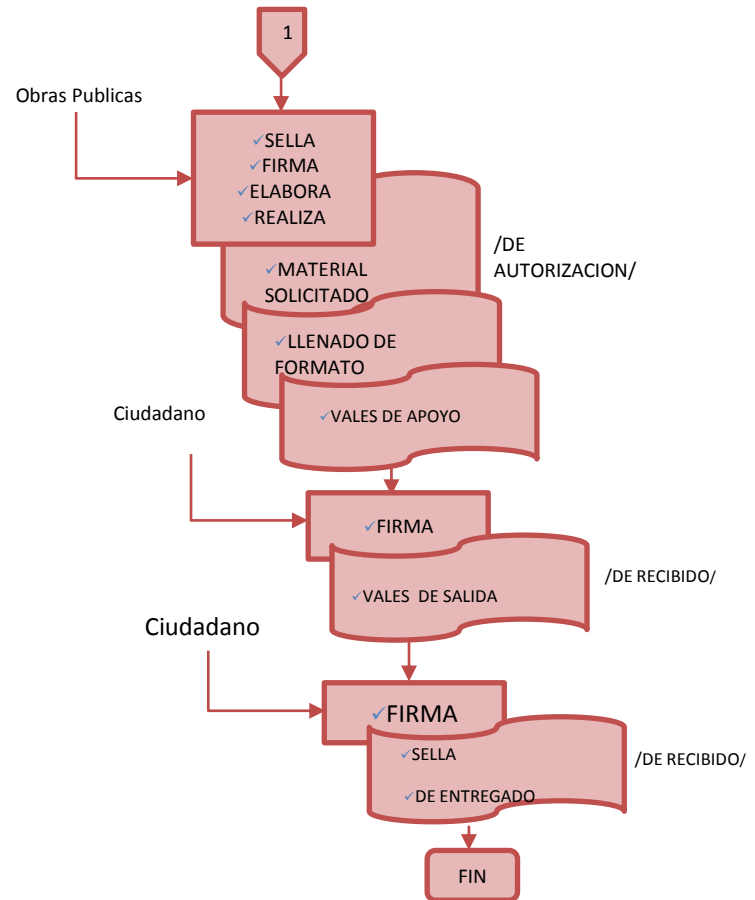 1
Obras Publicas
✓SELLA
✓FIRMA
✓ELABORA
✓REALIZA
/DE
AUTORIZACION/
✓MATERIAL
SOLICITADO
✓LLENADO DE
FORMATO
Ciudadano
✓VALES DE APOYO
✓FIRMA
/DE RECIBIDO/
✓VALES DE SALIDA
Ciudadano
✓FIRMA
✓SELLA
/DE RECIBIDO/
✓DE ENTREGADO
FIN